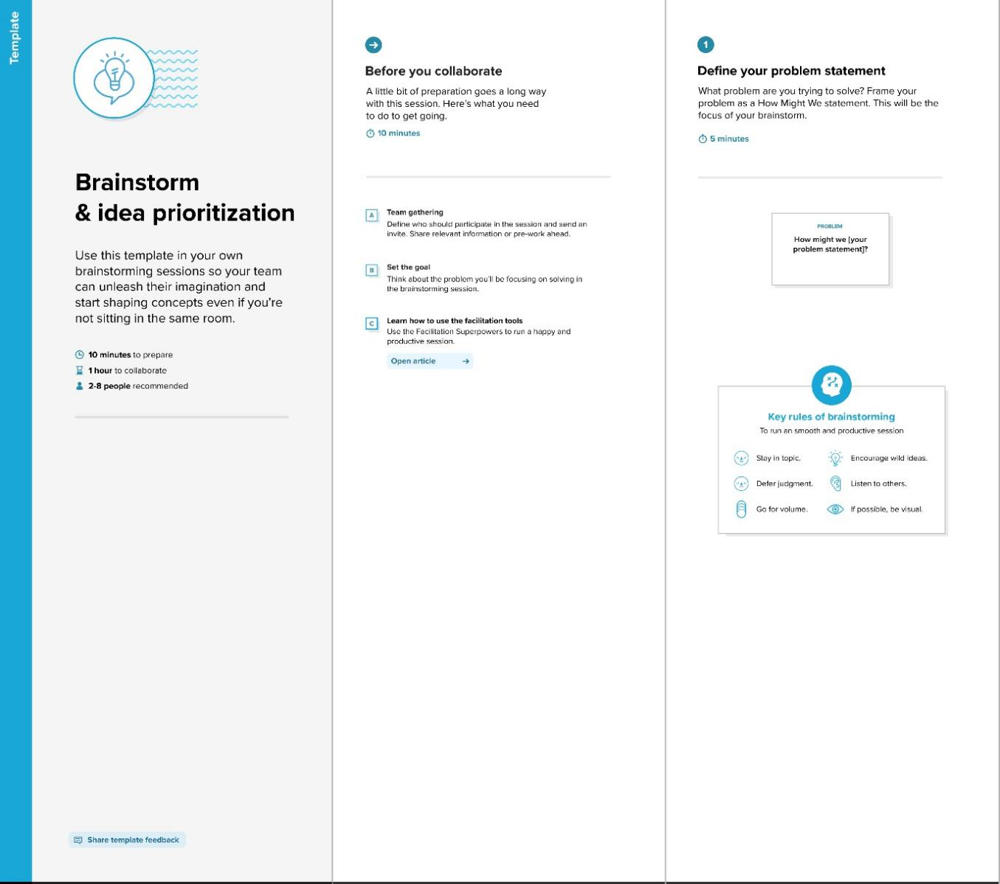 Template
Brainstorm
& idea prioritization
Use this template in your own
brainstorming sessions so your team
can unleash their imagination and
start shaping concepts even if you're
not sitting in the same room.
10 minutes to prepare
1 hour to collaborate
2-8 people recommended
Share template feedback
Before you collaborate
A little bit of preparation goes a long way
with this session. Here's what you need
to do to get going.
10 minutes
A
Team gathering
Define who should participate in the session and send an
invite. Share relevant information or pre-work ahead.
B
Set the goal
Think about the problem you'll be focusing on solving in
the brainstorming session.
C
Learn how to use the facilitation tools
Use the Facilitation Superpowers to run a happy and
productive session.
Open article
1
Define your problem statement
What problem are you trying to solve? Frame your
problem as a How Might We statement. This will be the
focus of your brainstorm.
5 minutes
PROBLEM
How might we [your
problem statement]?
Key rules of brainstorming
To run an smooth and productive session
Stay in topic.
Encourage wild ideas.
Defer judgment.
Listen to others.
Go for volume.
If possible, be visual.